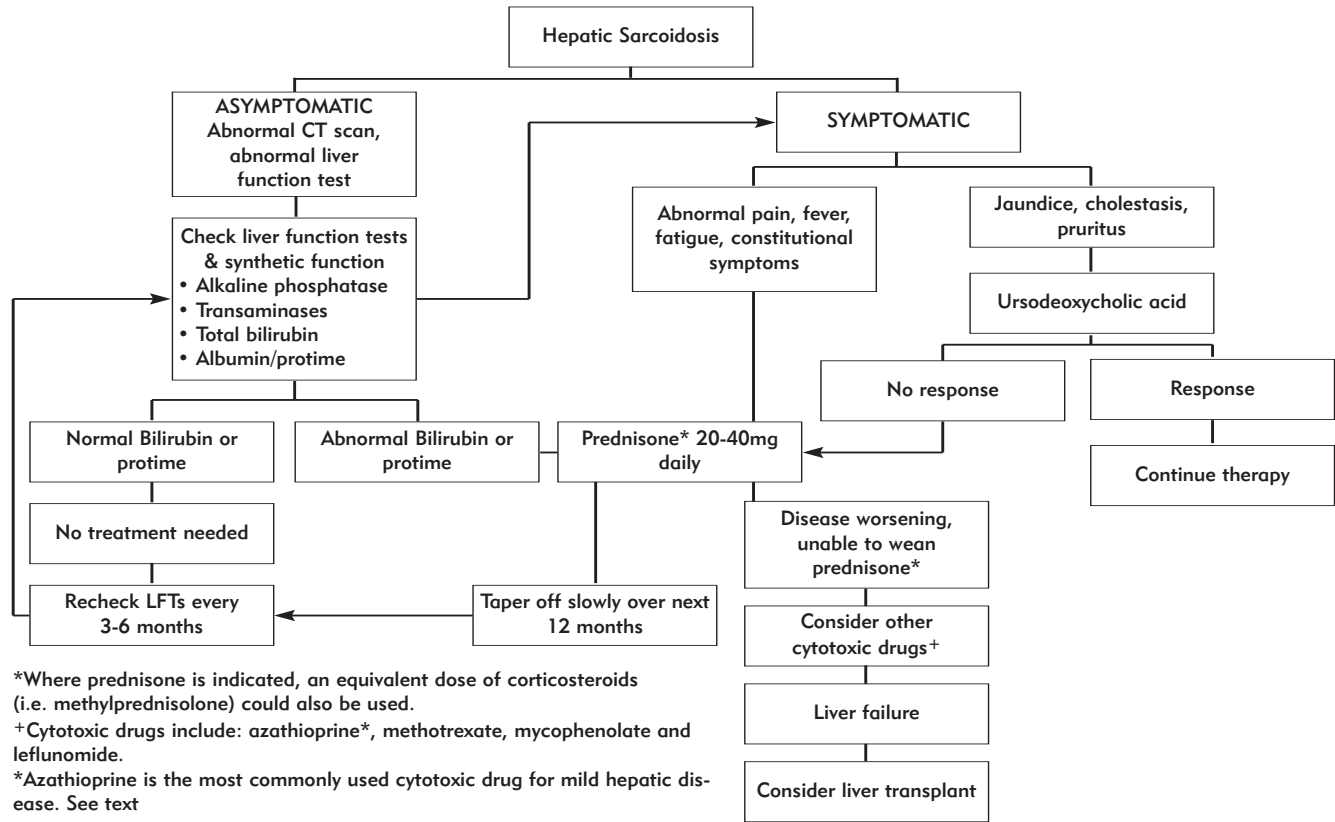 Hepatic Sarcoidosis
ASYMPTOMATIC
Abnormal CT scan,
abnormal liver
function test
SYMPTOMATIC
Check liver function tests
& synthetic function
• Alkaline phosphatase
• Transaminases
• Total bilirubin
• Albumin/protime
Abnormal pain, fever,
fatigue, constitutional
symptoms
Jaundice, cholestasis,
pruritus
Ursodeoxycholic acid
No response
Response
Normal Bilirubin or
protime
Abnormal Bilirubin or
protime
Prednisone* 20-40mg
daily
Continue therapy
No treatment needed
Disease worsening,
unable to wean
prednisone*
Recheck LFTs every
3-6 months
Taper off slowly over next
12 months
Consider other
cytotoxic drugs+
Liver failure
Consider liver transplant
*Where prednisone is indicated, an equivalent dose of corticosteroids
(i.e. methylprednisolone) could also be used.
+Cytotoxic drugs include: azathioprine*, methotrexate, mycophenolate and
leflunomide.
*Azathioprine is the most commonly used cytotoxic drug for mild hepatic dis-
ease. See text